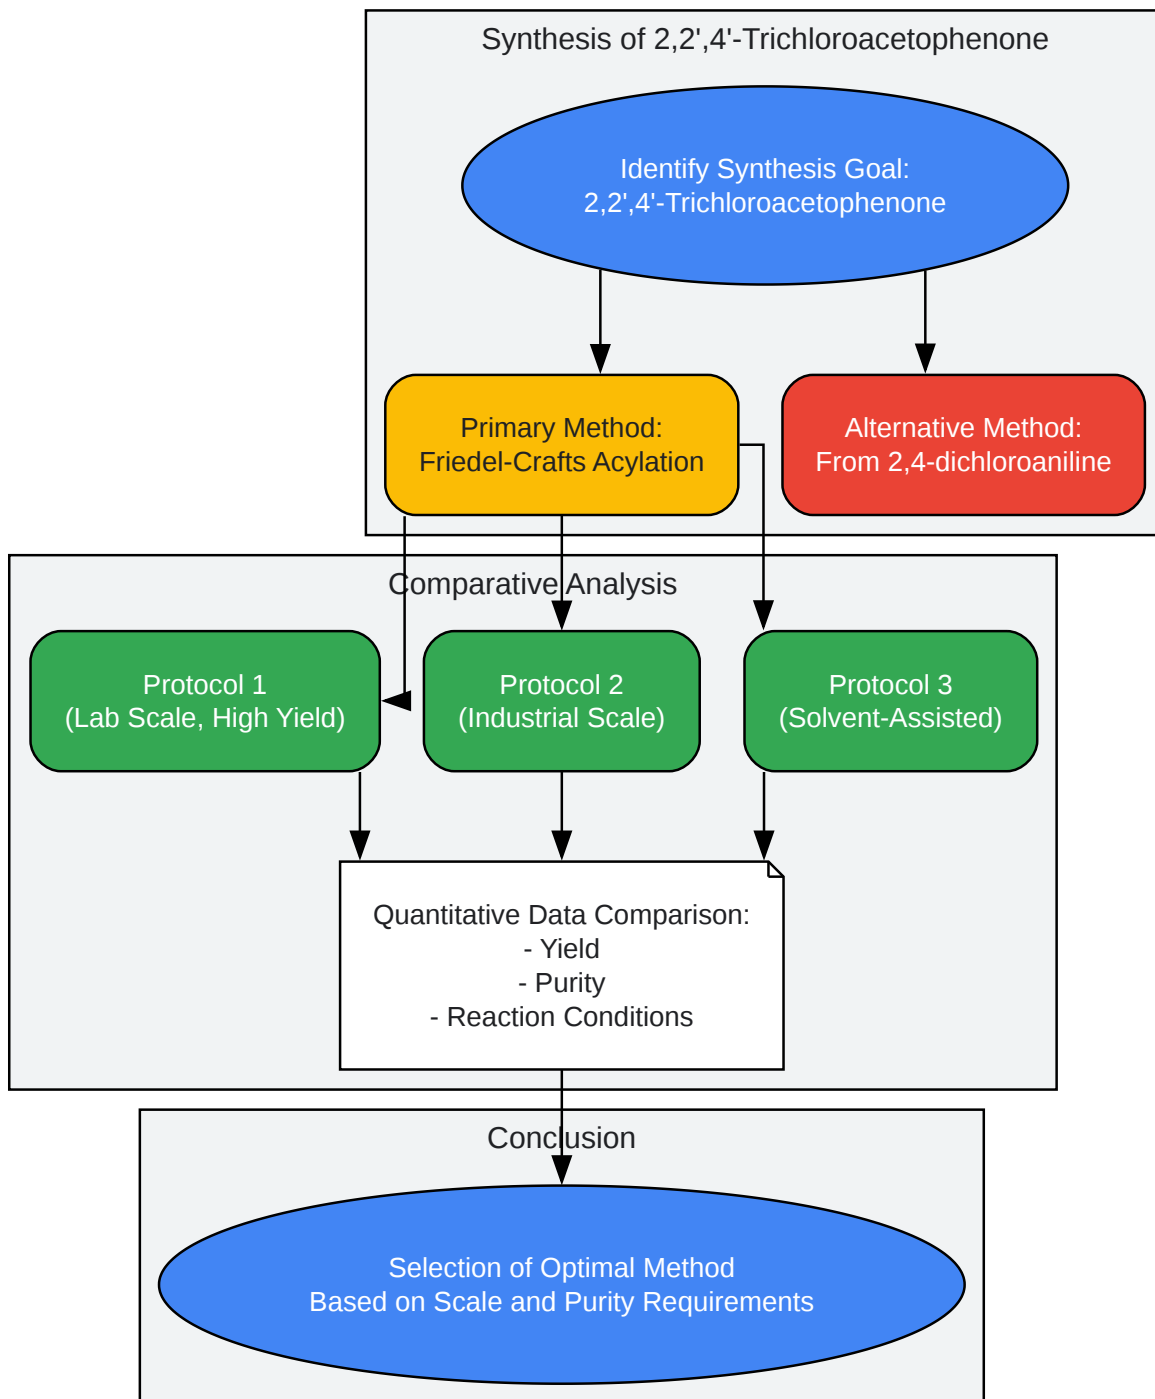 Synthesis of 2,2',4'-Trichloroacetophenone
Identify Synthesis Goal:
2,2',4'-Trichloroacetophenone
Primary Method:
Friedel-Crafts Acylation
Alternative Method:
From 2,4-dichloroaniline
Comparative Analysis
Protocol 1
(Lab Scale, High Yield)
Protocol 2
(Industrial Scale)
Protocol 3
(Solvent-Assisted)
Quantitative Data Comparison:
- Yield
- Purity
- Reaction Conditions
Conclusion
Selection of Optimal Method
Based on Scale and Purity Requirements